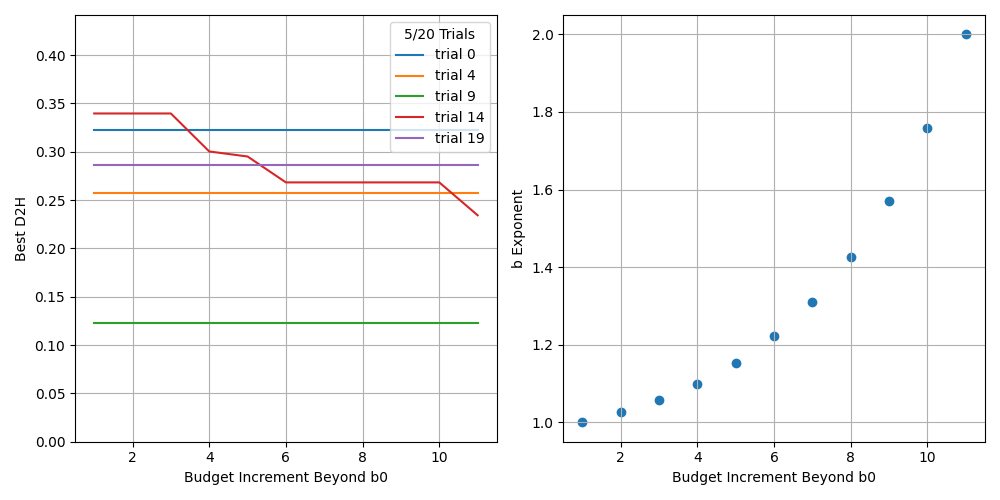 5/20 Trials
trial 0
trial 4
trial 9
trial 14
trial 19
0.40
0.35
0.30
0.25
0.20
0.15
0.10
0.05
0.00
Best D2H
2 4 6 8 10
Budget Increment Beyond b0
2.0
1.8
1.6
1.4
1.2
1.0
b Exponent
2 4 6 8 10
Budget Increment Beyond b0